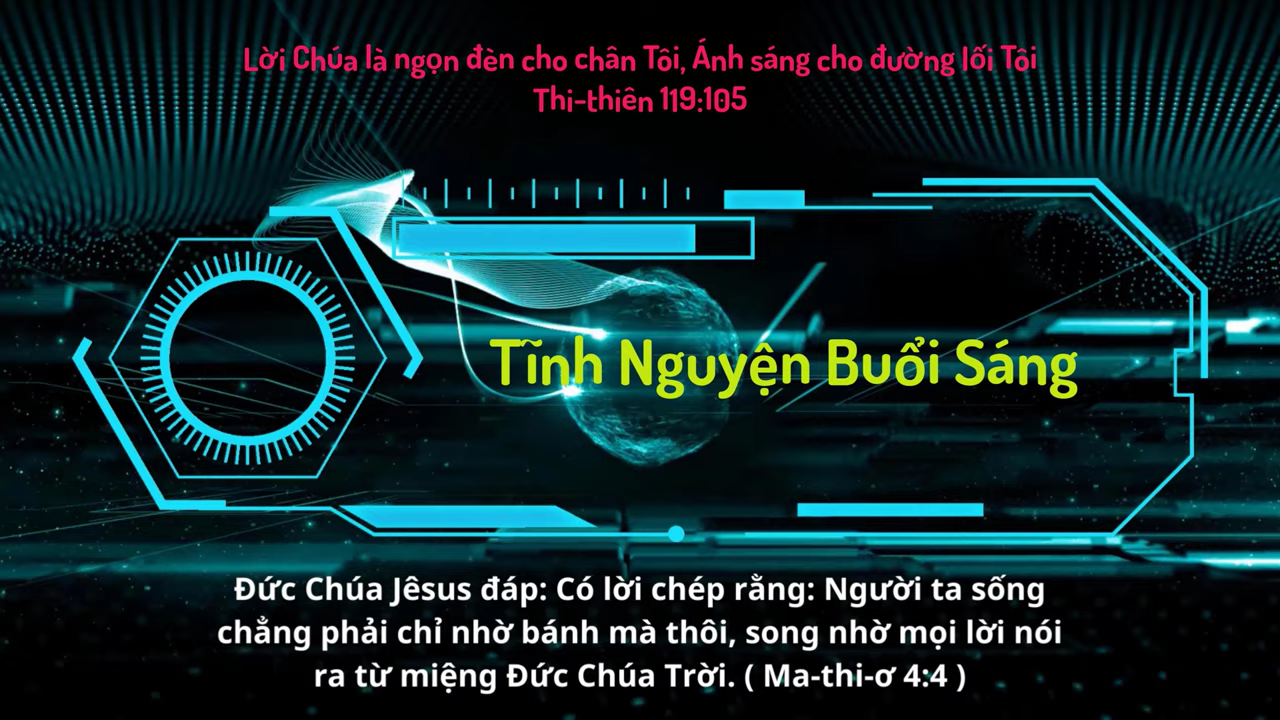 Lời Chúa là ngọn đèn cho chân Tôi, Ánh sáng cho đường lối Tôi
Thi-thiên 119:105
Tĩnh Nguyện Buổi Sáng
Đức Chúa Jêsus đáp: Có lời chép rằng: Người ta sống
chẳng phải chỉ nhờ bánh mà thôi, song nhờ mọi lời nói
ra từ miệng Đức Chúa Trời. ( Ma-thi-ơ 4:4 )